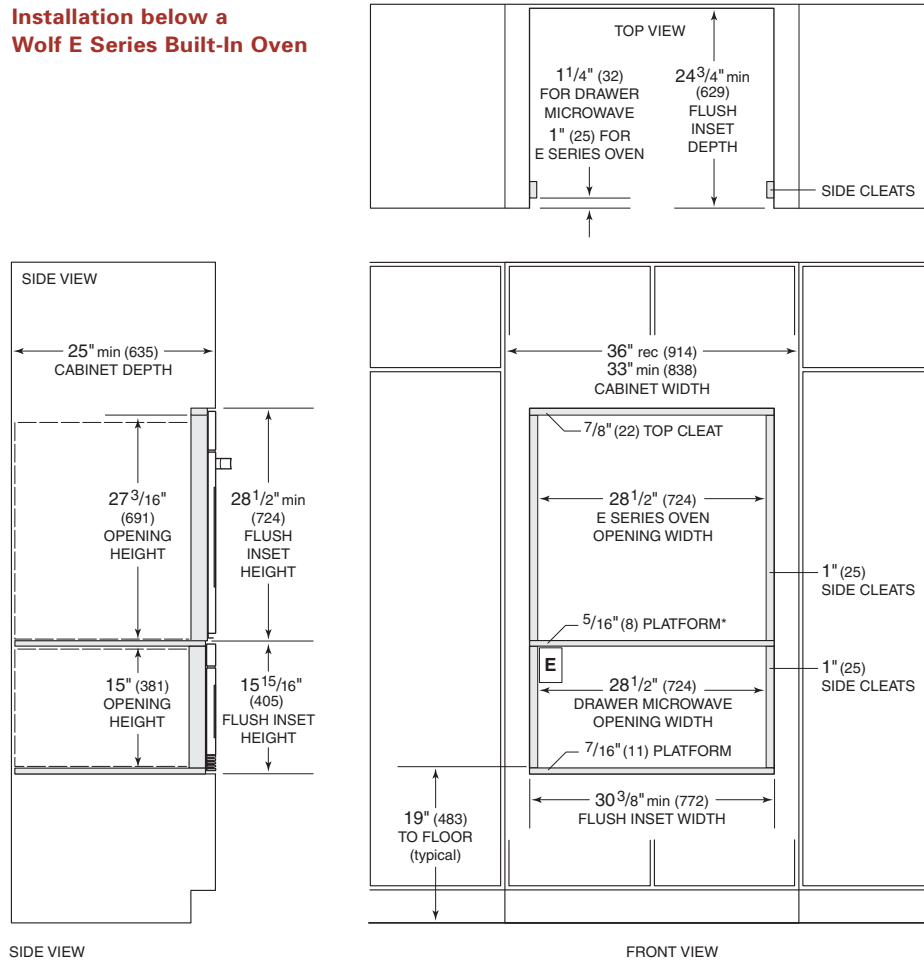 Installation below a
Wolf E Series Built-In Oven
TOP VIEW
1 1/4" (32)
FOR DRAWER
MICROWAVE
1" (25) FOR
E SERIES OVEN
24 3/4" min
(629)
FLUSH
INSET
DEPTH
SIDE CLEATS
SIDE VIEW
25" min (635)
CABINET DEPTH
27 3/16"
(691)
OPENING
HEIGHT
28 1/2" min
(724)
FLUSH
INSET
HEIGHT
15" (381)
OPENING
HEIGHT
15 15/16"
(405)
FLUSH INSET
HEIGHT
SIDE VIEW
36" rec (914)
33" min (838)
CABINET WIDTH
7/8" (22) TOP CLEAT
28 1/2" (724)
E SERIES OVEN
OPENING WIDTH
1" (25)
SIDE CLEATS
5/16" (8) PLATFORM*
E
28 1/2" (724)
DRAWER MICROWAVE
OPENING WIDTH
1" (25)
SIDE CLEATS
7/16" (11) PLATFORM
30 3/8" min (772)
FLUSH INSET WIDTH
19" (483)
TO FLOOR
(typical)
FRONT VIEW